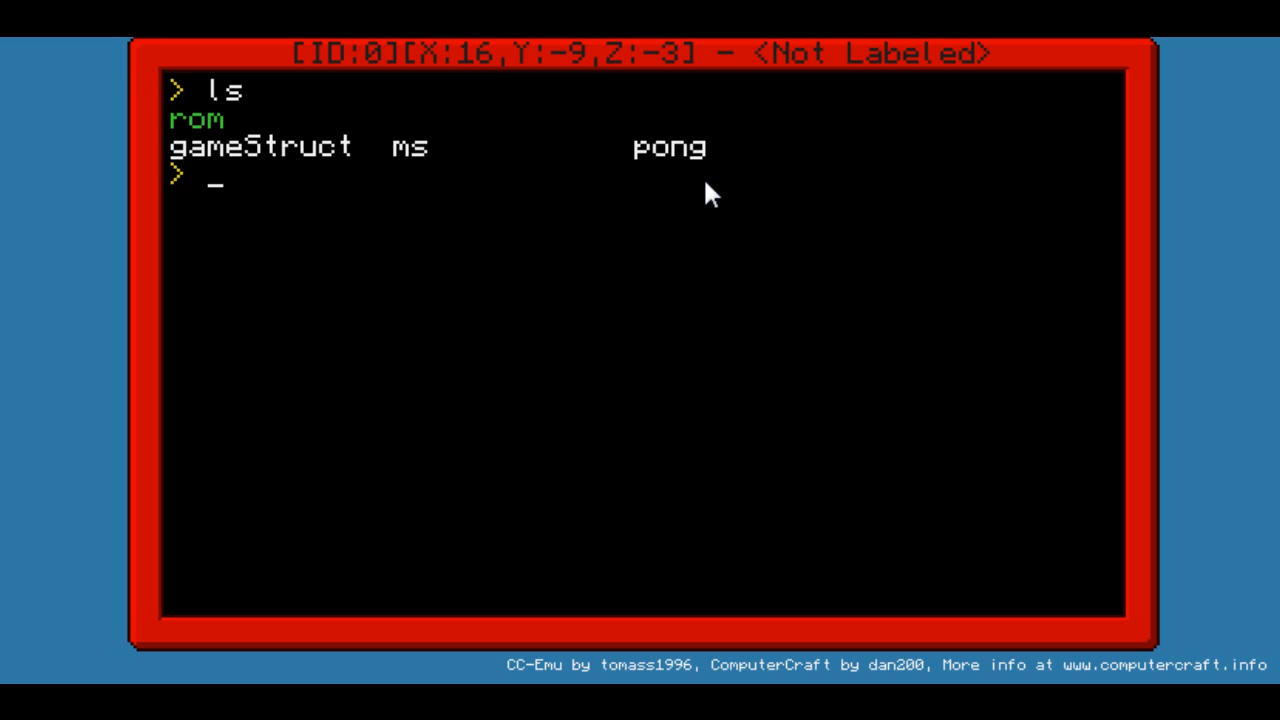 [ID:0][X:16,Y:-9,Z:-3] - <Not Labeled>
> ls
rom
gameStruct ms pong
> _
CC-Emu by tomass1996, ComputerCraft by dan200, More info at www.computercraft.info